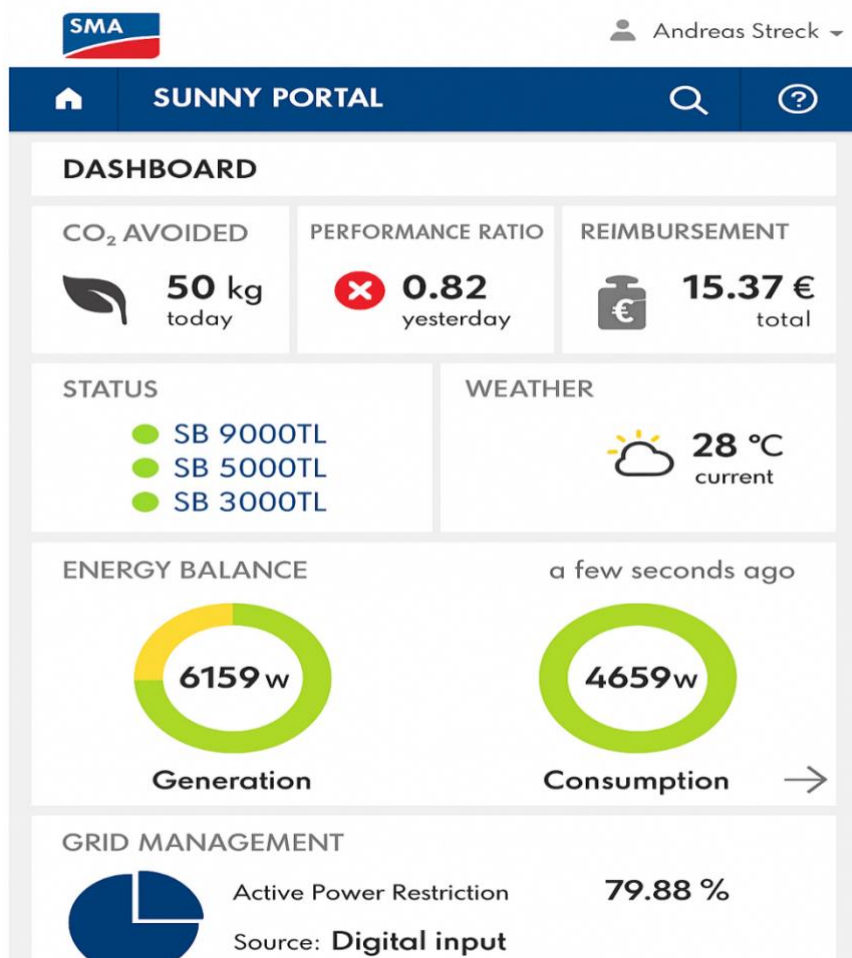 SMA
Andreas Streck
SUNNY PORTAL
?
DASHBOARD
CO₂ AVOIDED
50 kg
today
PERFORMANCE RATIO
0.82
yesterday
REIMBURSEMENT
€
15.37 €
total
STATUS
SB 9000TL
SB 5000TL
SB 3000TL
WEATHER
28 °C
current
ENERGY BALANCE
a few seconds ago
6159 w
Generation
4659w
Consumption
GRID MANAGEMENT
Active Power Restriction 79.88 %
Source: Digital input